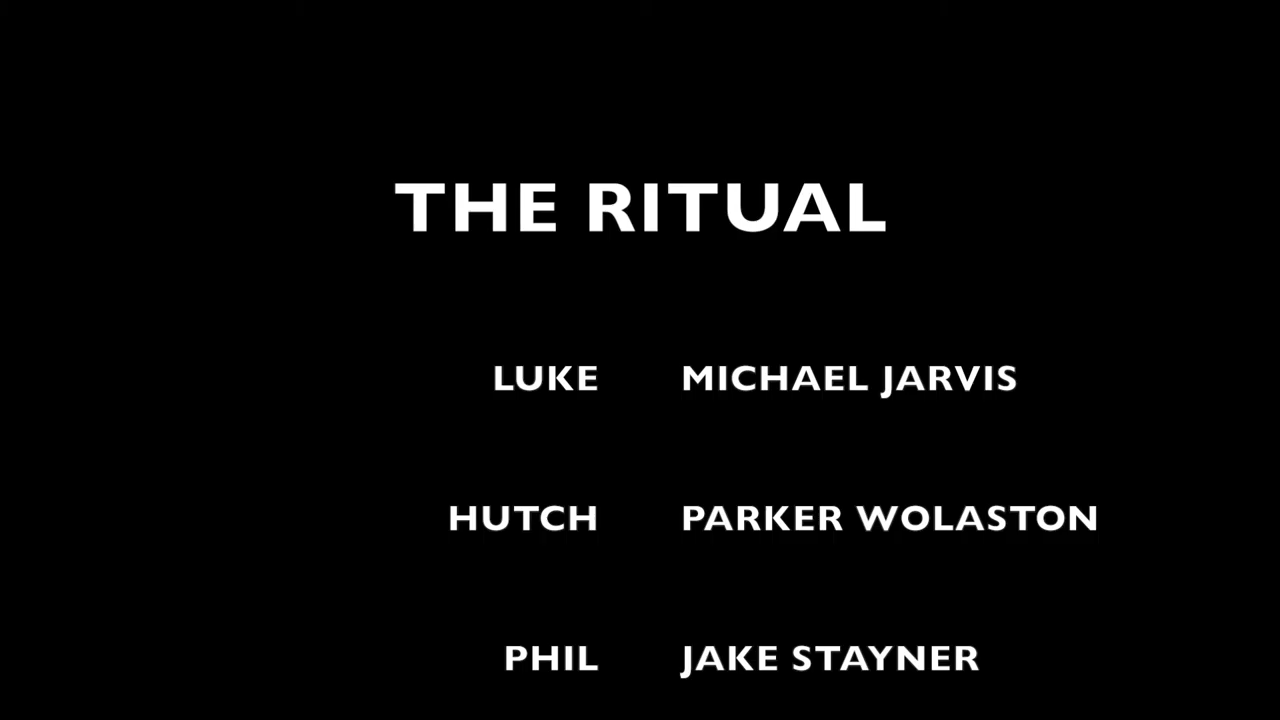 THE RITUAL
LUKE MICHAEL JARVIS
HUTCH PARKER WOLASTON
PHIL JAKE STAYNER